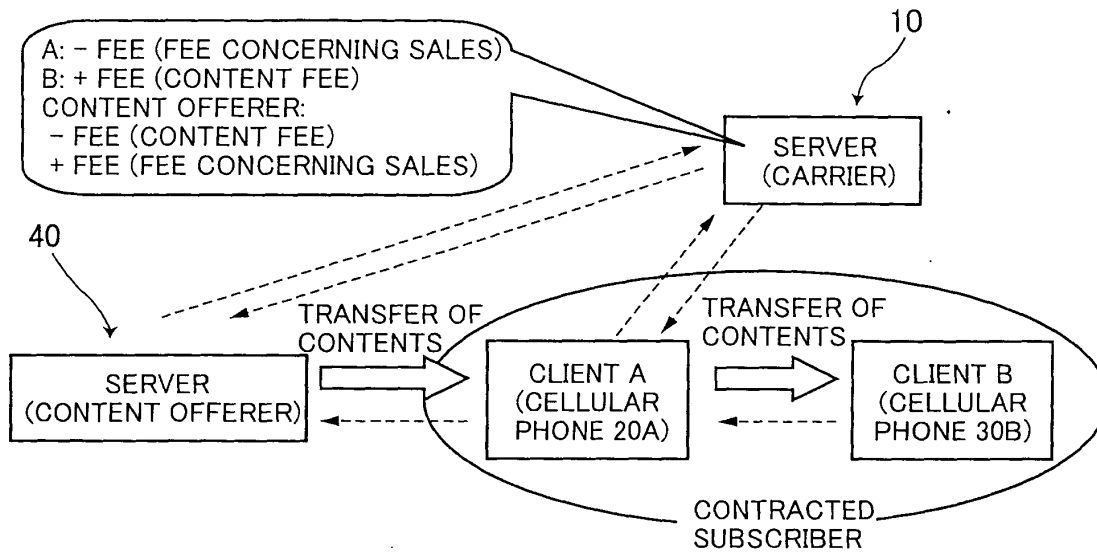 A: - FEE (FEE CONCERNING SALES)
B: + FEE (CONTENT FEE)
CONTENT OFFERER:
- FEE (CONTENT FEE)
+ FEE (FEE CONCERNING SALES)
10
SERVER
(CARRIER)
40
TRANSFER OF
CONTENTS
TRANSFER OF
CONTENTS
SERVER
(CONTENT OFFERER)
CLIENT A
(CELLULAR
PHONE 20A)
CLIENT B
(CELLULAR
PHONE 30B)
CONTRACTED
SUBSCRIBER